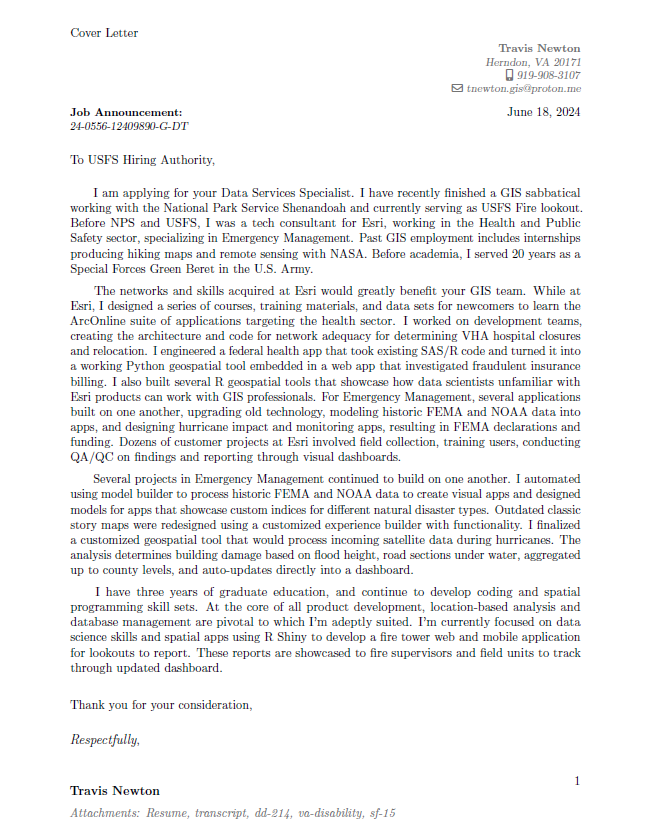 Cover Letter
Travis Newton
Herndon, VA 20171
919-908-3107
tnewton.gis@proton.me
Job Announcement:
June 18, 2024
24-0556-12409890-G-DT
To USFS Hiring Authority,
I am applying for your Data Services Specialist. I have recently finished a GIS sabbatical
working with the National Park Service Shenandoah and currently serving as USFS Fire lookout.
Before NPS and USFS, I was a tech consultant for Esri, working in the Health and Public
Safety sector, specializing in Emergency Management. Past GIS employment includes internships
producing hiking maps and remote sensing with NASA. Before academia, I served 20 years as a
Special Forces Green Beret in the U.S. Army.
The networks and skills acquired at Esri would greatly benefit your GIS team. While at
Esri, I designed a series of courses, training materials, and data sets for newcomers to learn the
ArcOnline suite of applications targeting the health sector. I worked on development teams,
creating the architecture and code for network adequacy for determining VHA hospital closures
and relocation. I engineered a federal health app that took existing SAS/R code and turned it into
a working Python geospatial tool embedded in a web app that investigated fraudulent insurance
billing. I also built several R geospatial tools that showcase how data scientists unfamiliar with
Esri products can work with GIS professionals. For Emergency Management, several applications
built on one another, upgrading old technology, modeling historic FEMA and NOAA data into
apps, and designing hurricane impact and monitoring apps, resulting in FEMA declarations and
funding. Dozens of customer projects at Esri involved field collection, training users, conducting
QA/QC on findings and reporting through visual dashboards.
Several projects in Emergency Management continued to build on one another. I automated
using model builder to process historic FEMA and NOAA data to create visual apps and designed
models for apps that showcase custom indices for different natural disaster types. Outdated classic
story maps were redesigned using a customized experience builder with functionality. I finalized
a customized geospatial tool that would process incoming satellite data during hurricanes. The
analysis determines building damage based on flood height, road sections under water, aggregated
up to county levels, and auto-updates directly into a dashboard.
I have three years of graduate education, and continue to develop coding and spatial
programming skill sets. At the core of all product development, location-based analysis and
database management are pivotal to which I'm adeptly suited. I'm currently focused on data
science skills and spatial apps using R Shiny to develop a fire tower web and mobile application
for lookouts to report. These reports are showcased to fire supervisors and field units to track
through updated dashboard.
Thank you for your consideration,
Respectfully,
1
Travis Newton
Attachments: Resume, transcript, dd-214, va-disability, sf-15